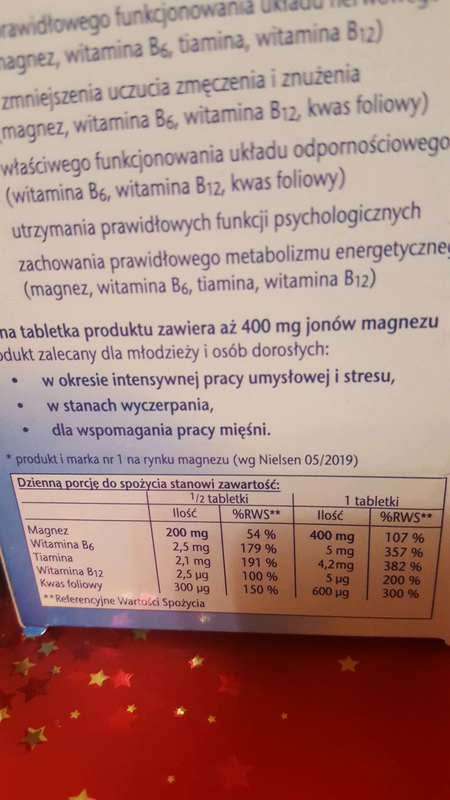 prawidłowego funkcjonowania układu nerwowego
magnez, witamina B6, tiamina, witamina B12)
zmniejszenia uczucia zmęczenia i znużenia
(magnez, witamina B6, witamina B12, kwas foliowy)
właściwego funkcjonowania układu odpornościowego
(witamina B6, witamina B12, kwas foliowy)
utrzymania prawidłowych funkcji psychologicznych
zachowania prawidłowego metabolizmu energetyczneg
(magnez, witamina B6, tiamina, witamina B12)
na tabletka produktu zawiera aż 400 mg jonów magnezu
odukt zalecany dla młodzieży i osób dorosłych:
• w okresie intensywnej pracy umysłowej i stresu,
• w stanach wyczerpania,
• dla wspomagania pracy mięśni.
* produkt i marka nr 1 na rynku magnezu (wg Nielsen 05/2019)
Dzienną porcję do spożycia stanowi zawartość:
1/2 tabletki 1 tabletki
Ilość %RWS** Ilość %RWS**
Magnez 200 mg 54 % 400 mg 107 %
Witamina B6 2,5 mg 179 % 5 mg 357 %
Tiamina 2,1 mg 191 % 4,2mg 382 %
Witamina B12 2,5 µg 100 % 5 µg 200 %
Kwas foliowy 300 µg 150 % 600 µg 300 %
**Referencyjne Wartości Spożycia